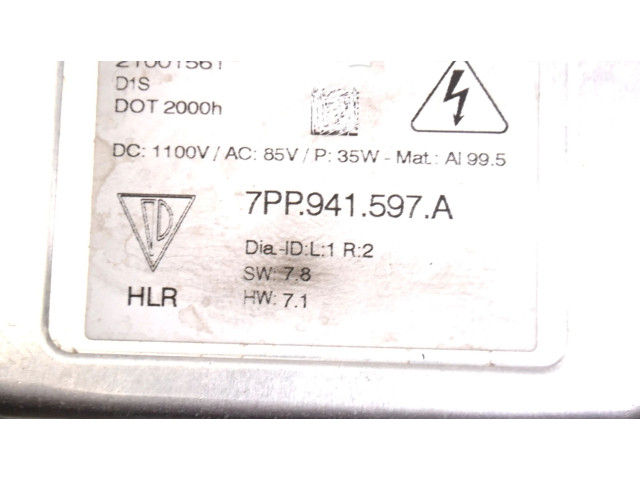 21001561
D1S
DOT 2000h
DC: 1100V / AC: 85V / P: 35W - Mat.: Al 99.5
7PP.941.597.A
Dia.-ID:L:1 R:2
SW: 7.8
HLR
HW: 7.1